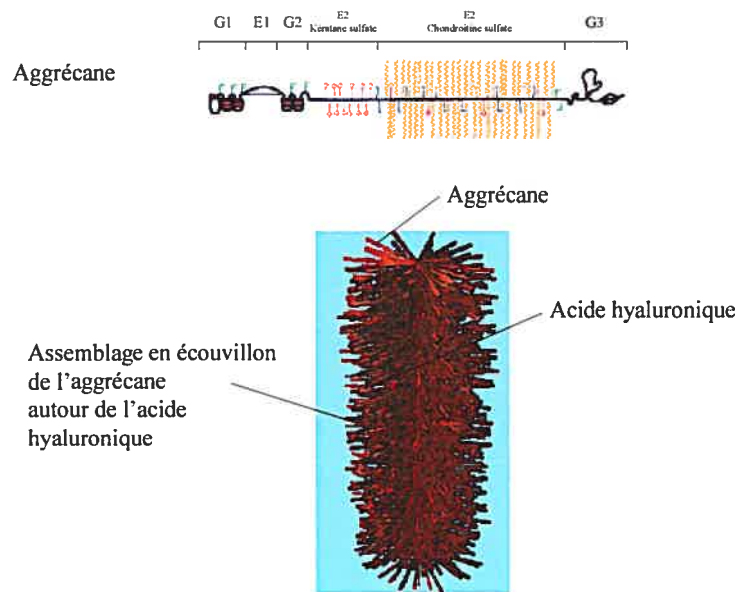 G1 E1 G2 E2 E2 G3
Kératane sulfate Chondroitine sulfate
Aggrécane
Aggrécane
Acide hyaluronique
Assemblage en écouvillon
de l'aggrécane
autour de l'acide
hyaluronique